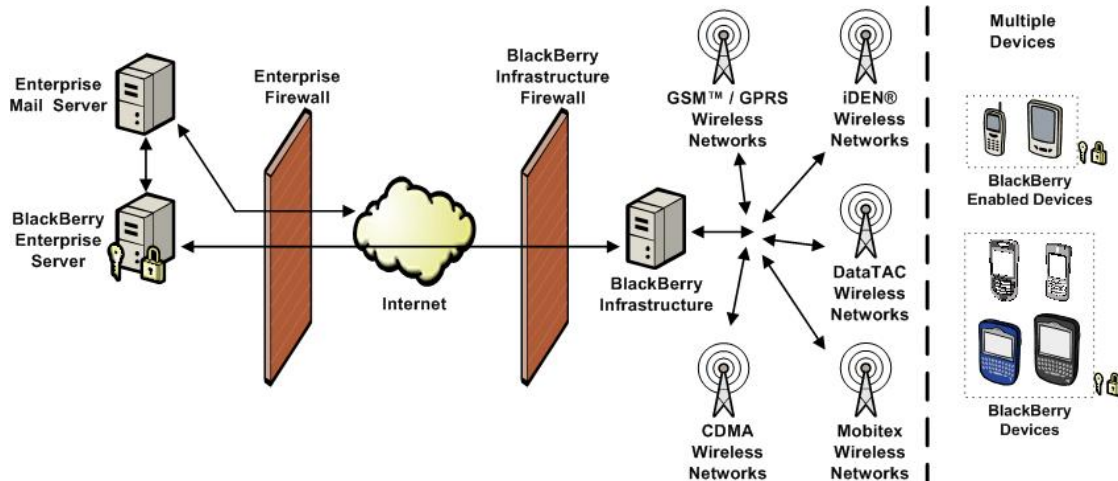 Enterprise
Mail Server
BlackBerry
Enterprise
Server
Enterprise
Firewall
Internet
BlackBerry
Infrastructure
Firewall
BlackBerry
Infrastructure
GSM™ / GPRS
Wireless
Networks
iDEN®
Wireless
Networks
DataTAC
Wireless
Networks
CDMA
Wireless
Networks
Mobitex
Wireless
Networks
Multiple
Devices
BlackBerry
Enabled Devices
BlackBerry
Devices